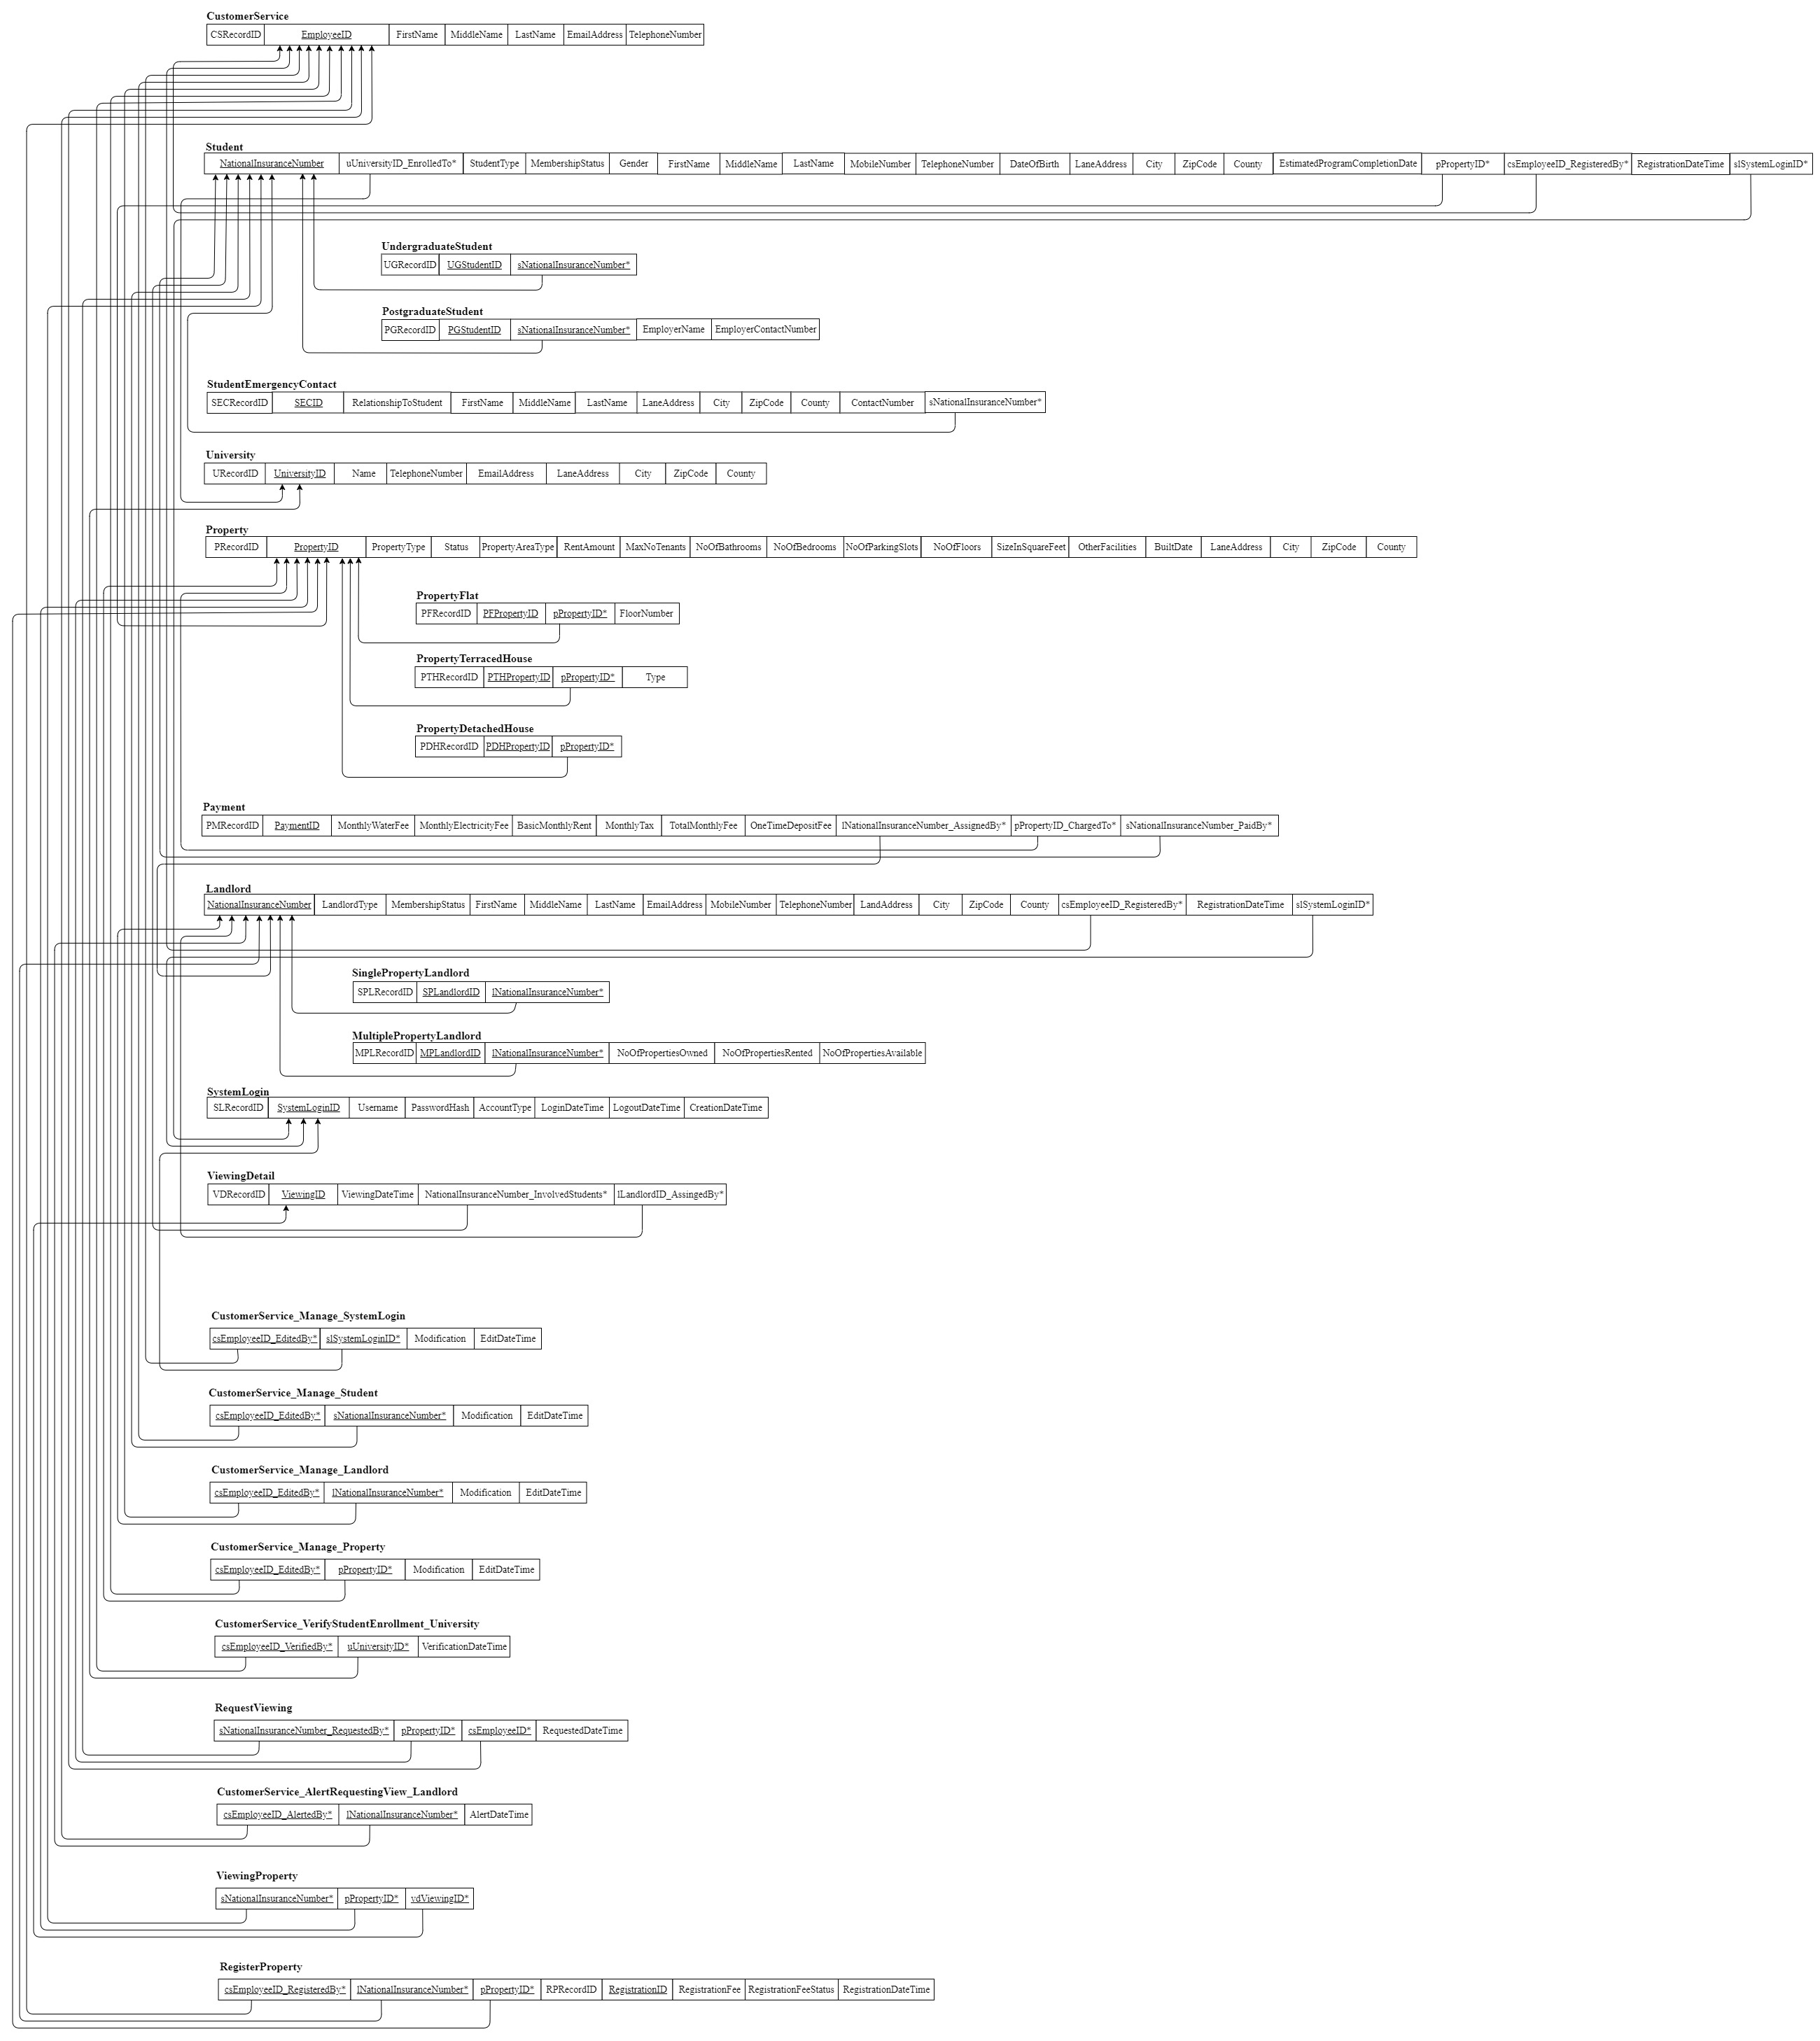 CustomerService
CSRecordID EmployeeID FirstName MiddleName LastName EmailAddress TelephoneNumber
Student
NationalInsuranceNumber uUniversityID_EnrolledTo* StudentType MembershipStatus Gender FirstName MiddleName LastName MobileNumber TelephoneNumber DateOfBirth LaneAddress City ZipCode County EstimatedProgramCompletionDate pPropertyID* csEmployeeID_RegisteredBy* RegistrationDateTime slSystemLoginID*
UndergraduateStudent
UGRecordID UGStudentID sNationalInsuranceNumber*
PostgraduateStudent
PGRecordID PGStudentID sNationalInsuranceNumber* EmployerName EmployerContactNumber
StudentEmergencyContact
SECRecordID SECID RelationshipToStudent FirstName MiddleName LastName LaneAddress City ZipCode County ContactNumber sNationalInsuranceNumber*
University
URecordID UniversityID Name TelephoneNumber EmailAddress LaneAddress City ZipCode County
Property
PRecordID PropertyID PropertyType Status PropertyAreaType RentAmount MaxNoTenants NoOfBathrooms NoOfBedrooms NoOfParkingSlots NoOfFloors SizeInSquareFeet OtherFacilities BuiltDate LaneAddress City ZipCode County
PropertyFlat
PFRecordID PFPropertyID pPropertyID* FloorNumber
PropertyTerracedHouse
PTHRecordID PTHPropertyID pPropertyID* Type
PropertyDetachedHouse
PDHRecordID PDHPropertyID pPropertyID*
Payment
PMRecordID PaymentID MonthlyWaterFee MonthlyElectricityFee BasicMonthlyRent MonthlyTax TotalMonthlyFee OneTimeDepositFee lNationalInsuranceNumber_AssignedBy* pPropertyID_ChargedTo* sNationalInsuranceNumber_PaidBy*
Landlord
NationalInsuranceNumber LandlordType MembershipStatus FirstName MiddleName LastName EmailAddress MobileNumber TelephoneNumber LandAddress City ZipCode County csEmployeeID_RegisteredBy* RegistrationDateTime slSystemLoginID*
SinglePropertyLandlord
SPLRecordID SPLandlordID lNationalInsuranceNumber*
MultiplePropertyLandlord
MPLRecordID MPLandlordID lNationalInsuranceNumber* NoOfPropertiesOwned NoOfPropertiesRented NoOfPropertiesAvailable
SystemLogin
SLRecordID SystemLoginID Username PasswordHash AccountType LoginDateTime LogoutDateTime CreationDateTime
ViewingDetail
VDRecordID ViewingID ViewingDateTime NationalInsuranceNumber_InvolvedStudents* lLandlordID_AssingedBy*
CustomerService_Manage_SystemLogin
csEmployeeID_EditedBy* slSystemLoginID* Modification EditDateTime
CustomerService_Manage_Student
csEmployeeID_EditedBy* sNationalInsuranceNumber* Modification EditDateTime
CustomerService_Manage_Landlord
csEmployeeID_EditedBy* lNationalInsuranceNumber* Modification EditDateTime
CustomerService_Manage_Property
csEmployeeID_EditedBy* pPropertyID* Modification EditDateTime
CustomerService_VerifyStudentEnrollment_University
csEmployeeID_VerifiedBy* uUniversityID* VerificationDateTime
RequestViewing
sNationalInsuranceNumber_RequestedBy* pPropertyID* csEmployeeID* RequestedDateTime
CustomerService_AlertRequestingView_Landlord
csEmployeeID_AlertedBy* lNationalInsuranceNumber* AlertDateTime
ViewingProperty
sNationalInsuranceNumber* pPropertyID* vdViewingID*
RegisterProperty
csEmployeeID_RegisteredBy* lNationalInsuranceNumber* pPropertyID* RPRecordID RegistrationID RegistrationFee RegistrationFeeStatus RegistrationDateTime